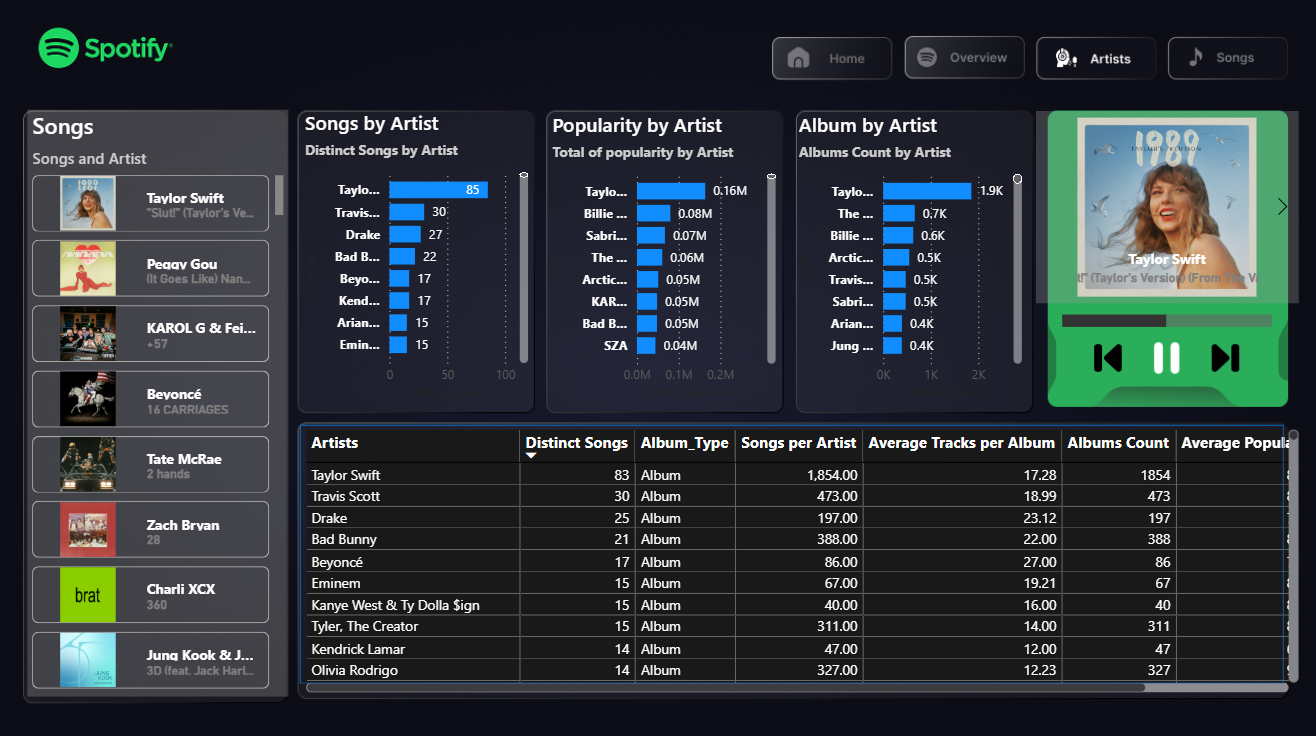 Spotify
Home
Overview
Artists
Songs
Songs
Songs and Artist
Taylor Swift
"Slut!" (Taylor's Ve...
Peggy Gou
(It Goes Like) Nan...
KAROL G & Fei...
+57
Beyoncé
16 CARRIAGES
Tate McRae
2 hands
Zach Bryan
28
brat
Charli XCX
360
JUNG
KOOK
Jung Kook & J...
3D (feat. Jack Harl...
Songs by Artist
Distinct Songs by Artist
Taylo... 85
Travis... 30
Drake 27
Bad B... 22
Beyo... 17
Kend... 17
Arian... 15
Emin... 15
0 50 100
Popularity by Artist
Total of popularity by Artist
Taylo... 0.16M
Billie ... 0.08M
Sabri... 0.07M
The ... 0.06M
Arctic... 0.05M
KAR... 0.05M
Bad B... 0.05M
SZA 0.04M
0.0M 0.1M 0.2M
Album by Artist
Albums Count by Artist
Taylo... 1.9K
The ... 0.7K
Billie ... 0.6K
Arctic... 0.5K
Travis... 0.5K
Sabri... 0.5K
Arian... 0.4K
Jung ... 0.4K
0K 1K 2K
1989
TAYLOR'S VERSION
Taylor Swift
t!" (Taylor's Version) (From The Va
Artists Distinct Songs Album_Type Songs per Artist Average Tracks per Album Albums Count Average Popula
Taylor Swift 83 Album 1,854.00 17.28 1854
Travis Scott 30 Album 473.00 18.99 473
Drake 25 Album 197.00 23.12 197
Bad Bunny 21 Album 388.00 22.00 388
Beyoncé 17 Album 86.00 27.00 86
Eminem 15 Album 67.00 19.21 67
Kanye West & Ty Dolla $ign 15 Album 40.00 16.00 40
Tyler, The Creator 15 Album 311.00 14.00 311
Kendrick Lamar 14 Album 47.00 12.00 47
Olivia Rodrigo 14 Album 327.00 12.23 327